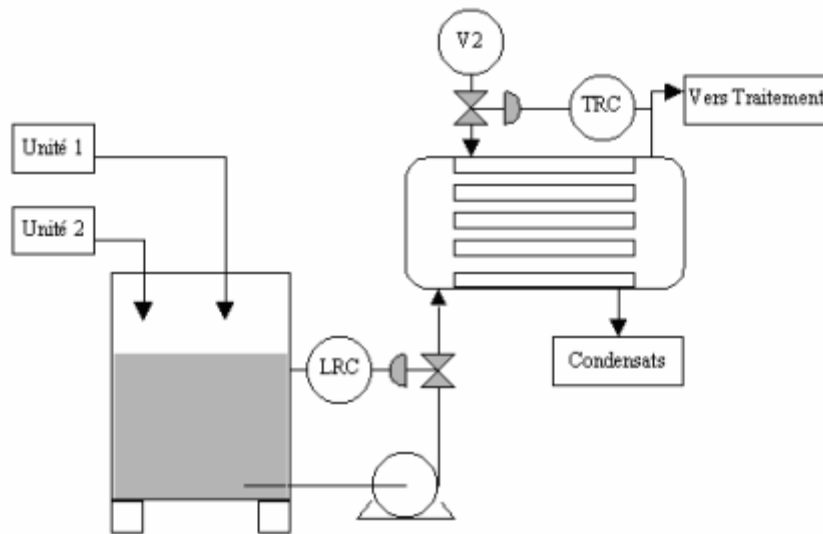 V2
TRC
Vers Traitement
Unité 1
Unité 2
LRC
Condensats